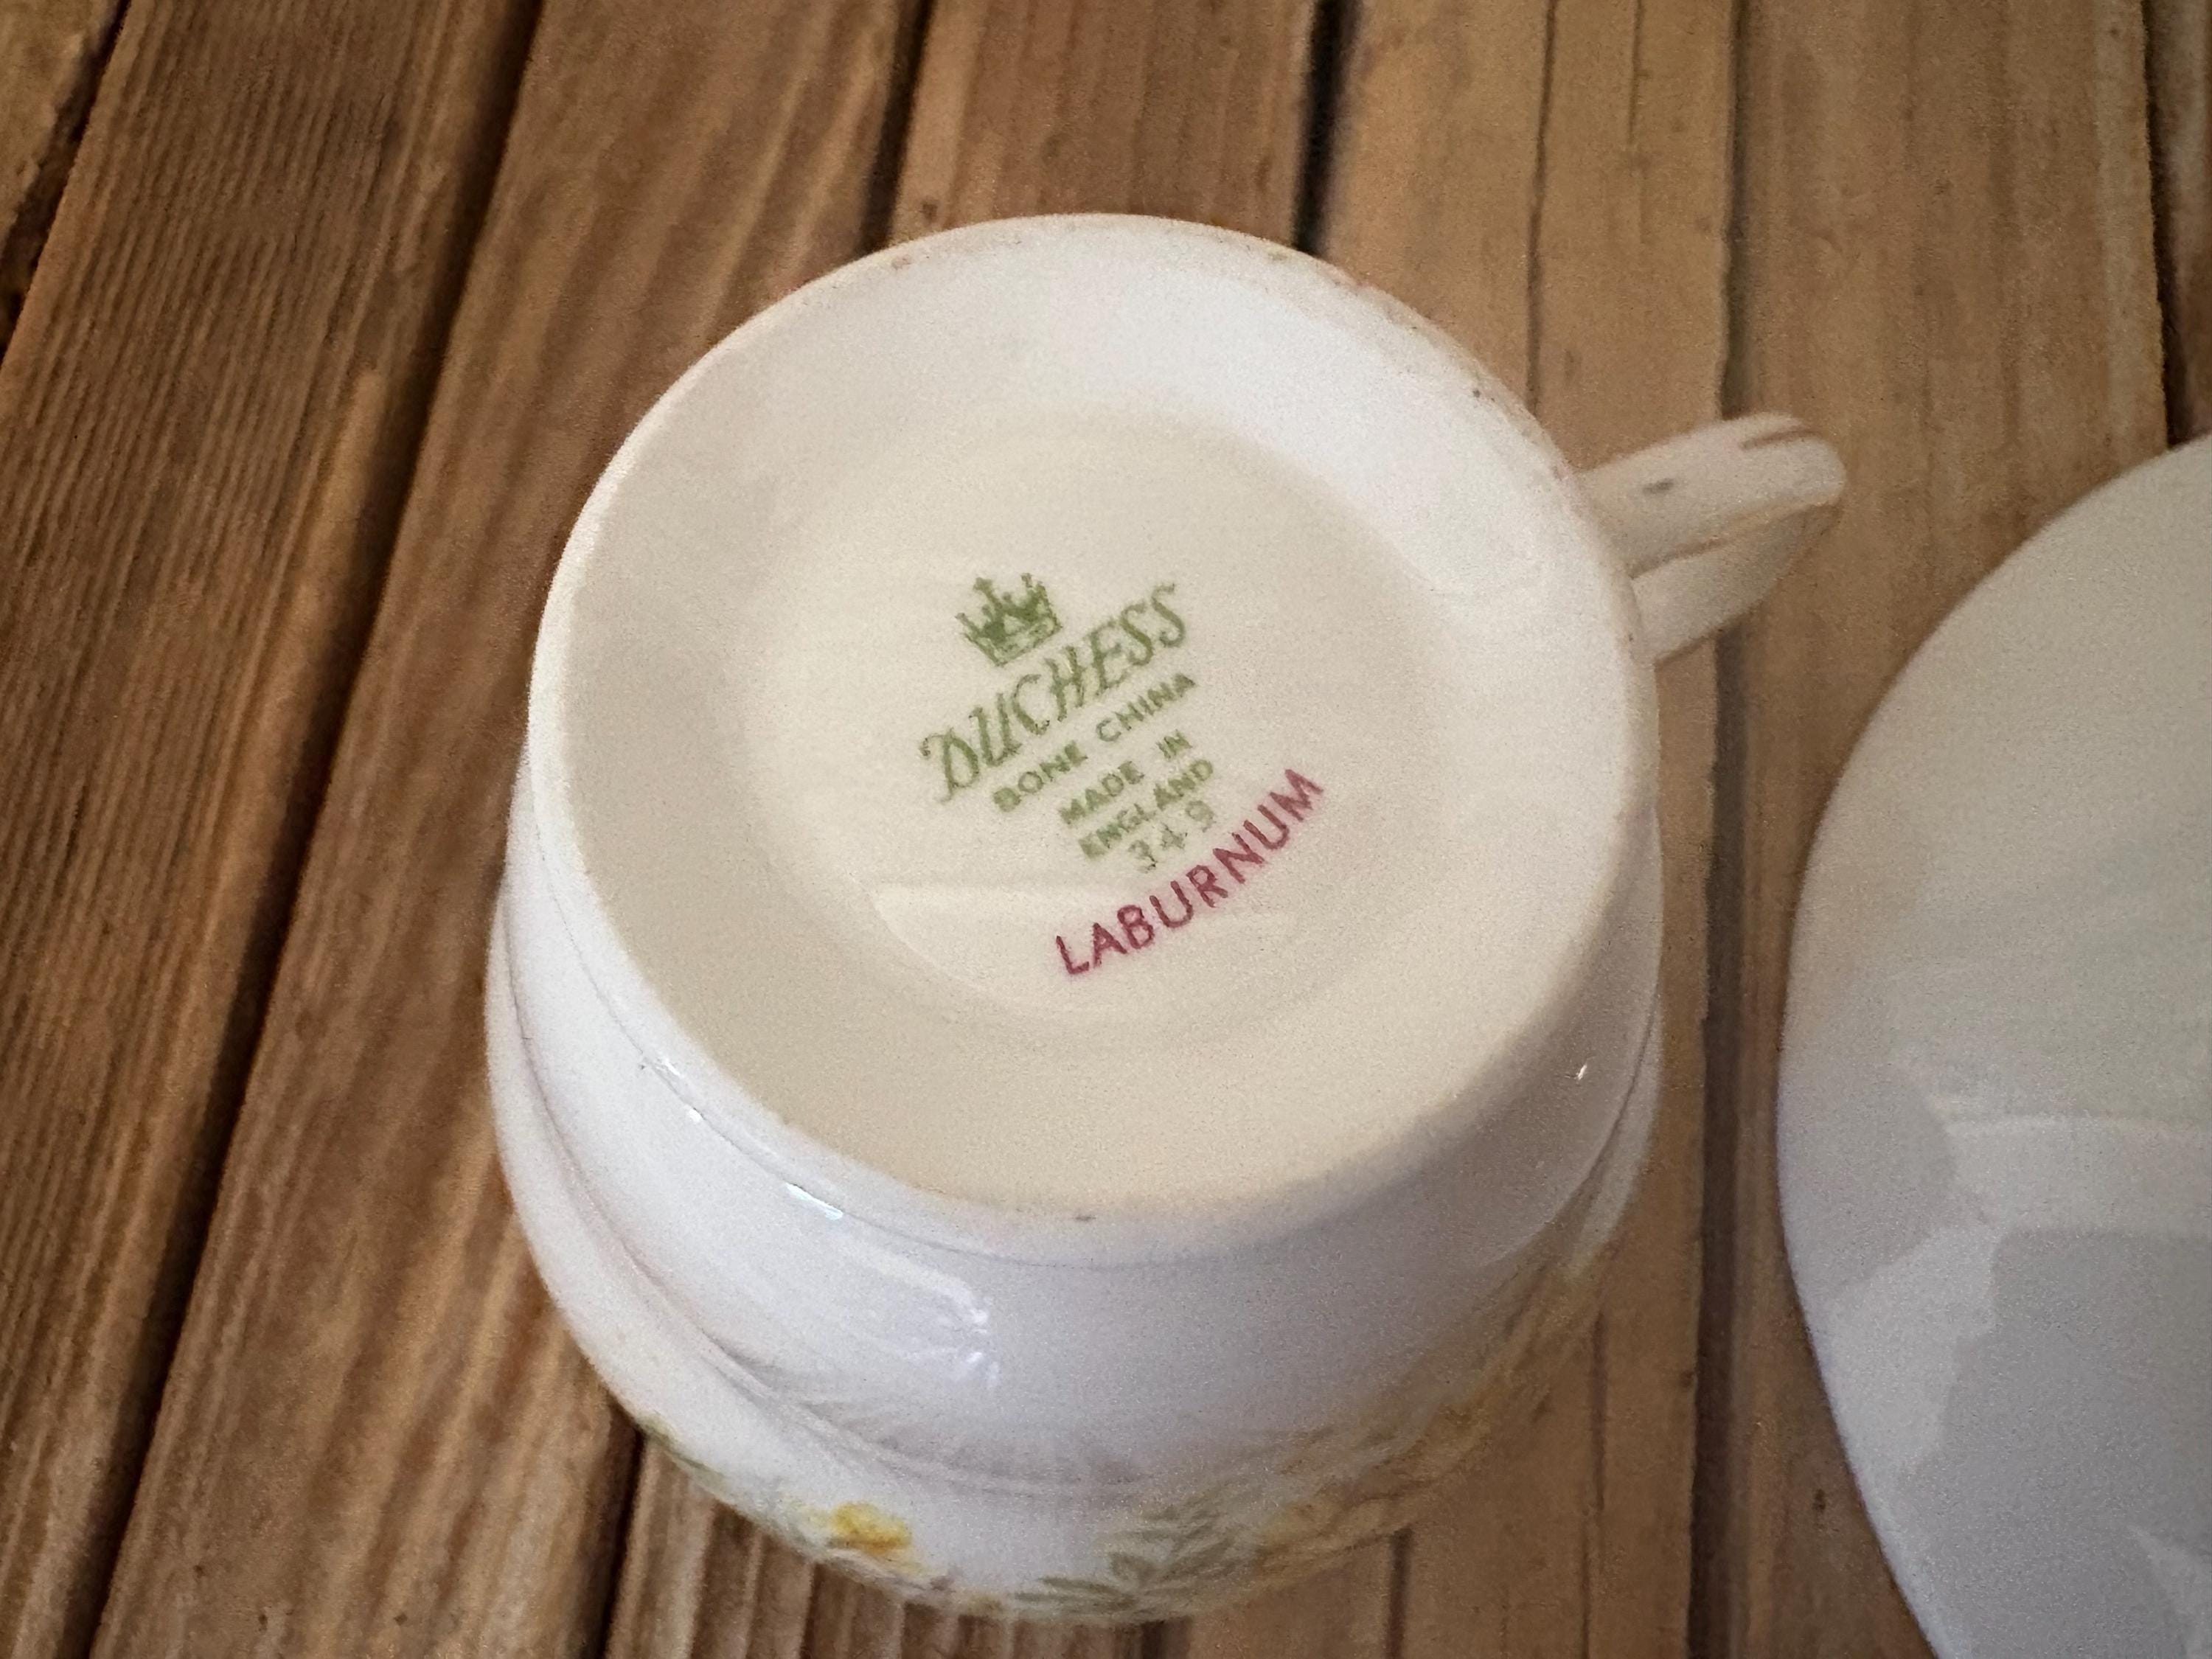 DUCHESS
BONE CHINA
MADE IN
ENGLAND
349
LABURNUM